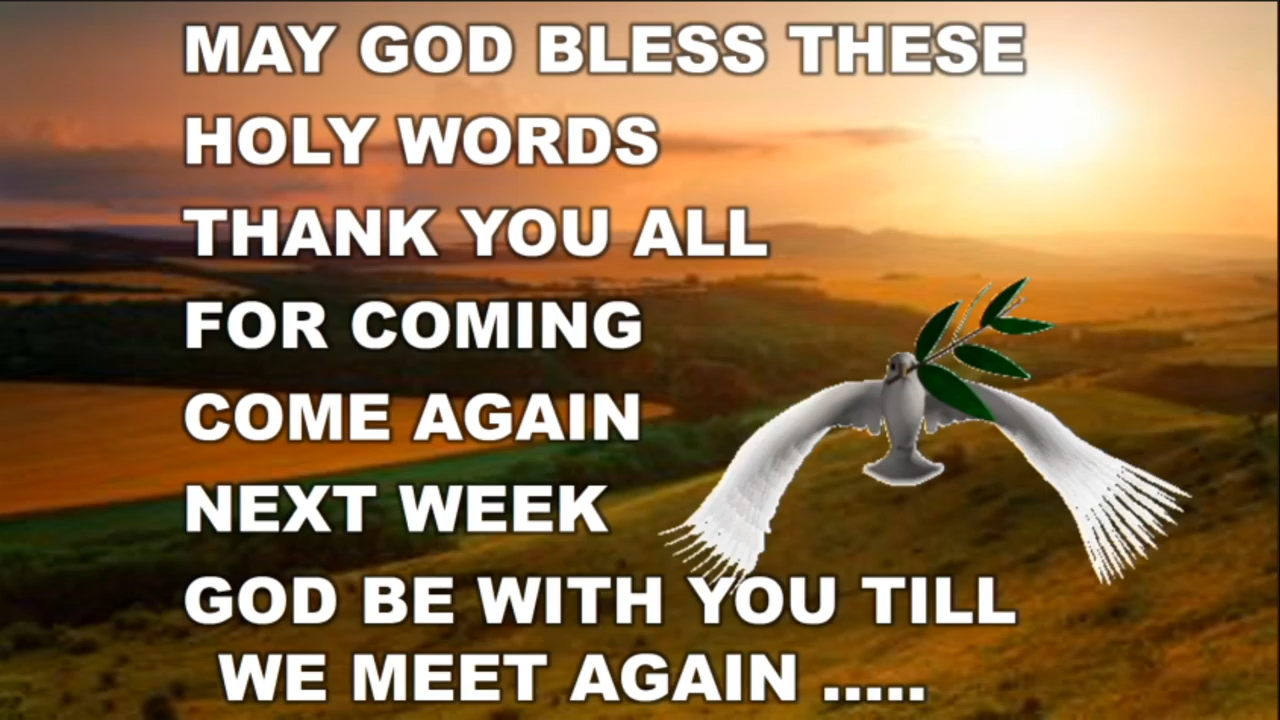 MAY GOD BLESS THESE
HOLY WORDS
THANK YOU ALL
FOR COMING
COME AGAIN
NEXT WEEK
GOD BE WITH YOU TILL
WE MEET AGAIN .....